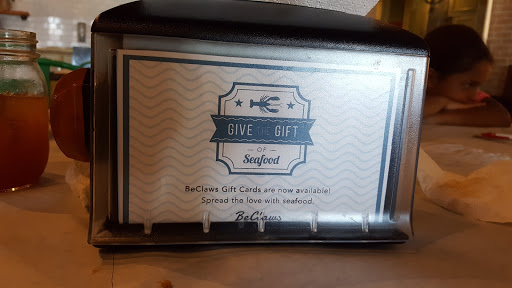 GIVE THE GIFT
OF
Seafood
BeClaws Gift Cards are now available!
Spread the love with seafood.
BeClaws